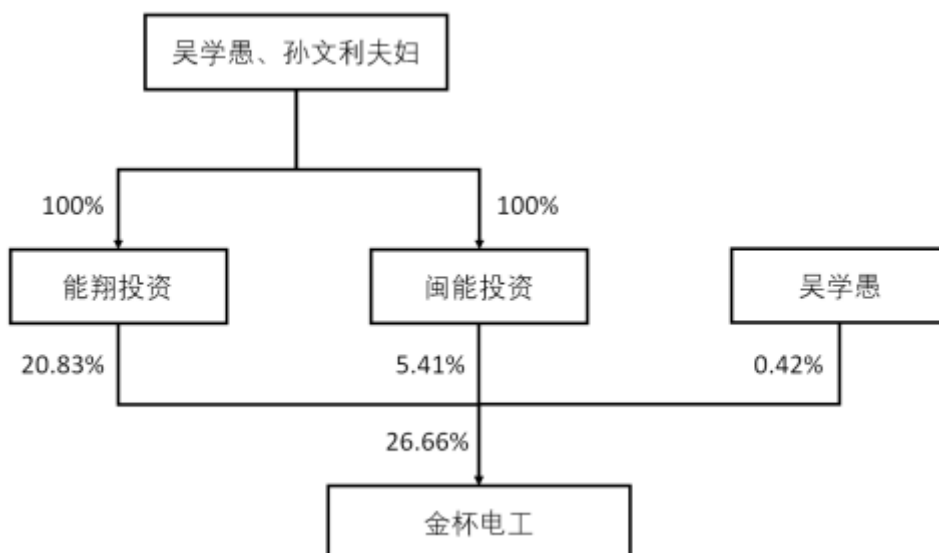 吴学愚、孙文利夫妇
100%
100%
能翔投资
闽能投资
吴学愚
20.83%
5.41%
0.42%
26.66%
金杯电工